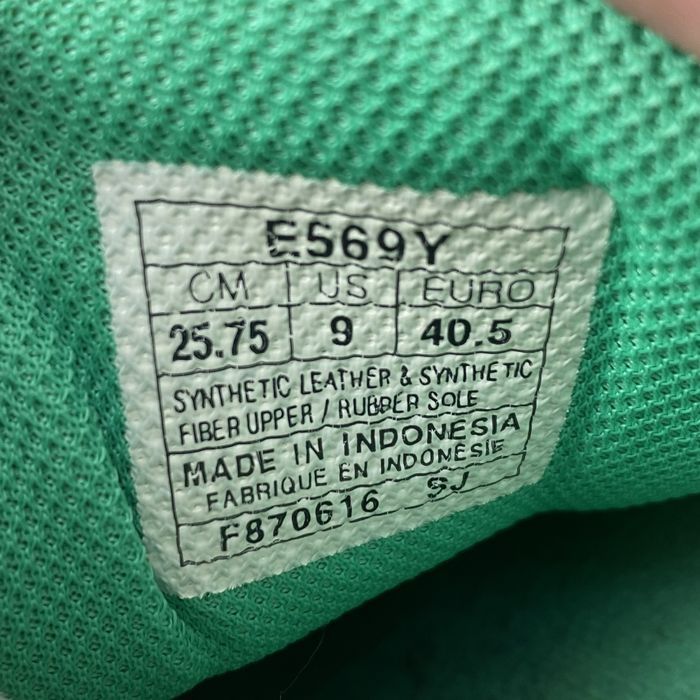 E569Y
CM US EURO
25.75 9 40.5
SYNTHETIC LEATHER & SYNTHETIC
FIBER UPPER / RUBBER SOLE
MADE IN INDONESIA
FABRIQUE EN INDONESIE
F870616 SJ